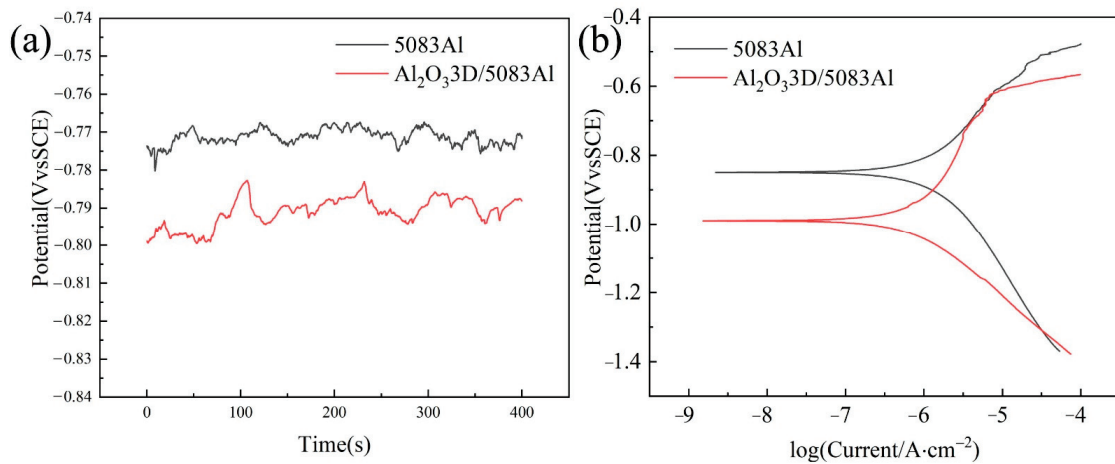 (a)
5083Al
Al₂O₃3D/5083Al
Potential(VvsSCE)
−0.74
−0.75
−0.76
−0.77
−0.78
−0.79
−0.80
−0.81
−0.82
−0.83
−0.84
0
100
200
300
400
Time(s)
(b)
5083Al
Al₂O₃3D/5083Al
Potential(VvsSCE)
−0.4
−0.6
−0.8
−1.0
−1.2
−1.4
−9
−8
−7
−6
−5
−4
log(Current/A·cm⁻²)